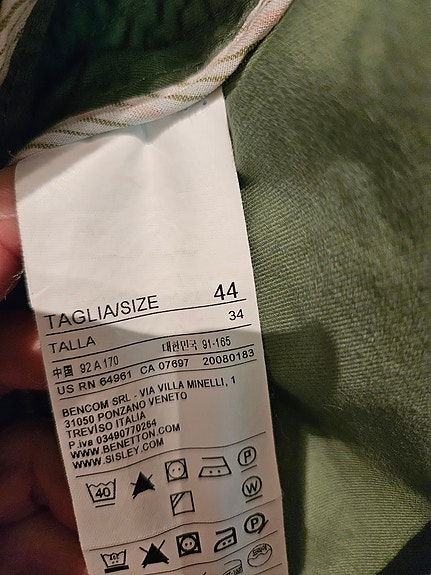 TAGLIA/SIZE 44
TALLA 34
中国 92 A 170 대한민국 91-165
US RN 64961 CA 07697 20080183
BENCOM SRL - VIA VILLA MINELLI, 1
31050 PONZANO VENETO
TREVISO ITALIA
P.iva 03490770264
WWW.BENETTON.COM
WWW.SISLEY.COM
40 P
W
P